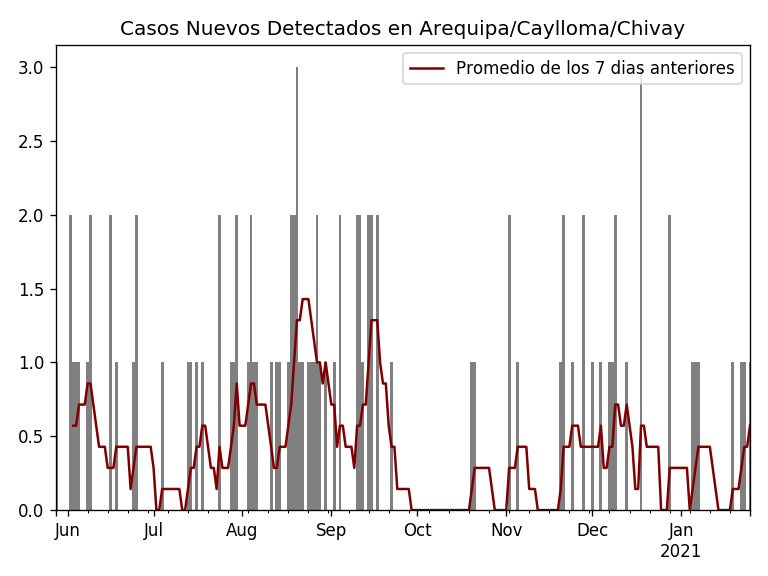 Casos Nuevos Detectados en Arequipa/Caylloma/Chivay
Promedio de los 7 dias anteriores
3.0
2.5
2.0
1.5
1.0
0.5
0.0
Jun Jul Aug Sep Oct Nov Dec Jan
2021